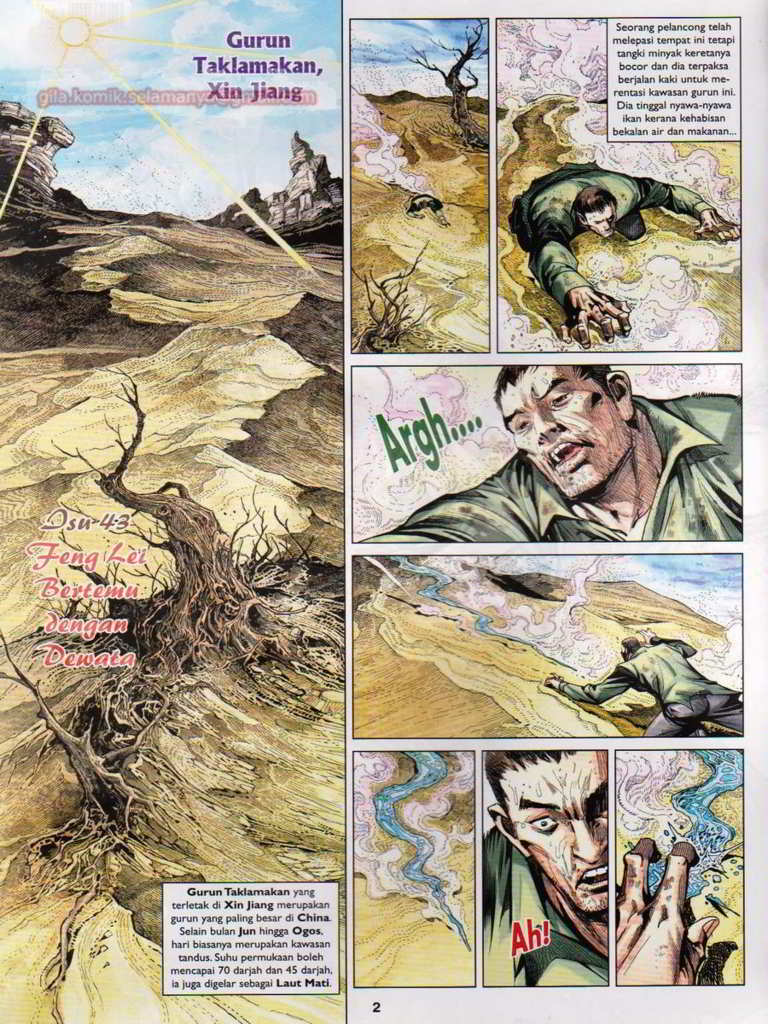 Gurun
Taklamakan,
Xin Jiang
Isu 43
Feng Lei
Bertemu
dengan
Dewata
Gurun Taklamakan yang
terletak di Xin Jiang merupakan
gurun yang paling besar di China.
Selain bulan Jun hingga Ogos,
hari biasanya merupakan kawasan
tandus. Suhu permukaan boleh
mencapai 70 darjah dan 45 darjah,
ia juga digelar sebagai Laut Mati.
Seorang pelancong telah
melepasi tempat ini tetapi
tangki minyak keretanya
bocor dan dia terpaksa
berjalan kaki untuk me-
rentasi kawasan gurun ini.
Dia tinggal nyawa-nyawa
ikan kerana kehabisan
bekalan air dan makanan...
Argh....
Ah!
2